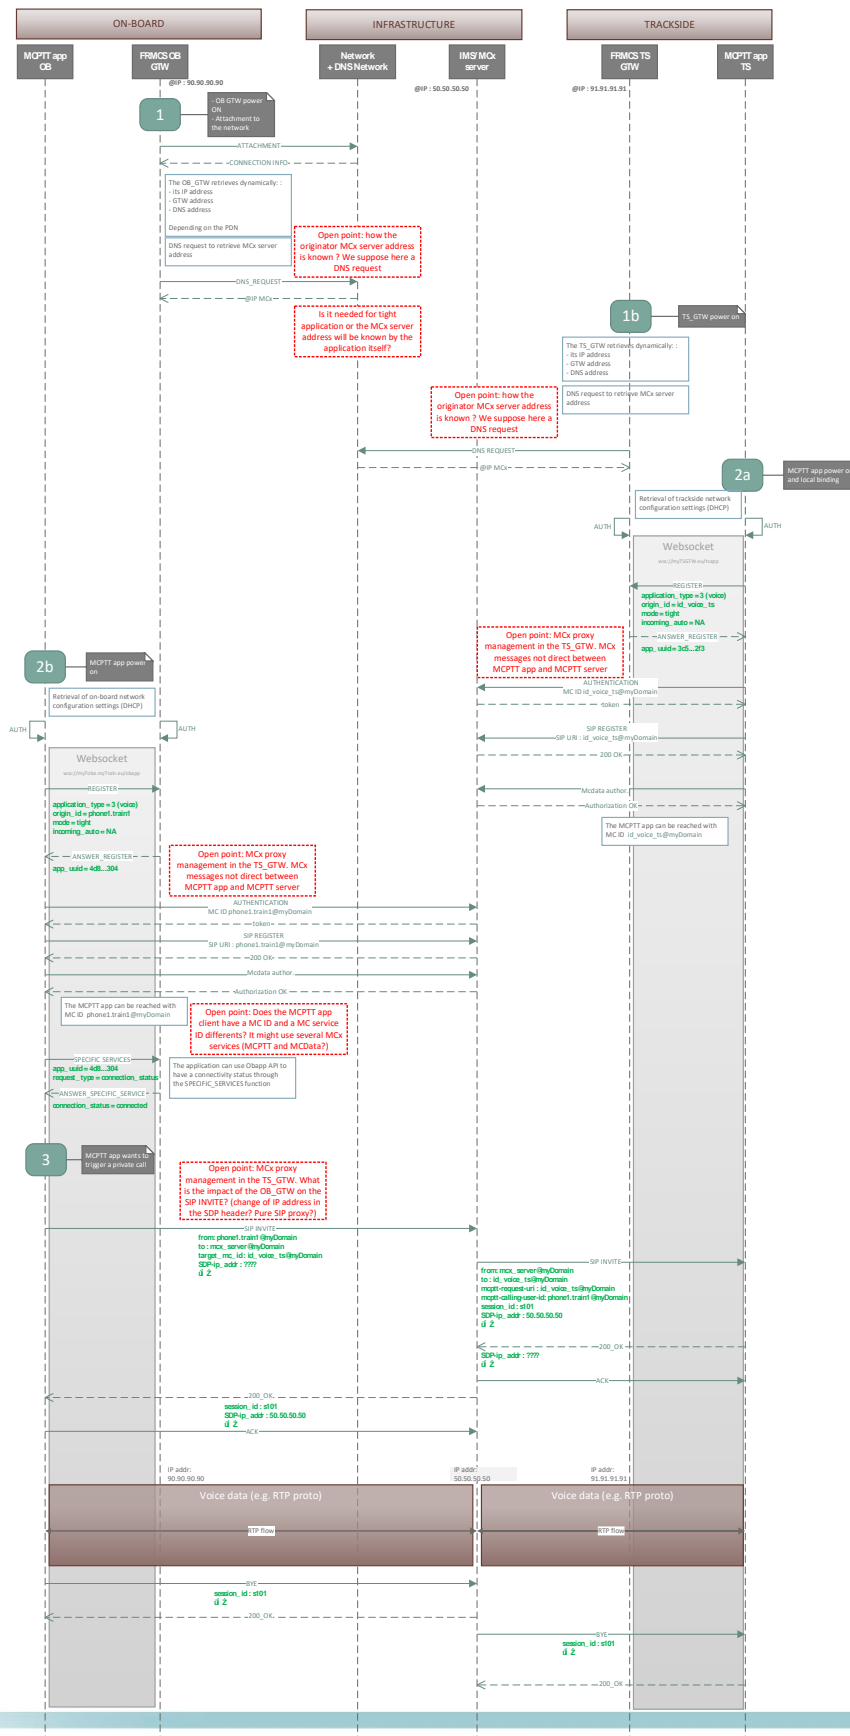 ON-BOARD
INFRASTRUCTURE
TRACKSIDE
MCPTT app
OB
FRMCS OB
GTW
Network
+ DNS Network
IMS/ MCx
server
FRMCS TS
GTW
MCPTT app
TS
@IP : 90.90.90.90
@IP : 50.50.50.50
@IP : 91.91.91.91
1
- OB GTW power
ON
- Attachment to
the network
ATTACHMENT
CONNECTION INFO
The OB_GTW retrieves dynamically: :
- its IP address
- GTW address
- DNS address
Depending on the PDN
DNS request to retrieve MCx server
address
Open point: how the
originator MCx server address
is known ? We suppose here a
DNS request
DNS_REQUEST
@IP MCx
Is it needed for tight
application or the MCx server
address will be known by the
application itself?
1b
TS_GTW power on
The TS_GTW retrieves dynamically: :
- its IP address
- GTW address
- DNS address
DNS request to retrieve MCx server
address
Open point: how the
originator MCx server address
is known ? We suppose here a
DNS request
DNS REQUEST
@IP MCx
2a
MCPTT app power o
and local binding
Retrieval of trackside network
configuration settings (DHCP)
AUTH
AUTH
Websocket
REGISTER
application_type = 3 (voice)
origin_id = id_voice_ts
mode = tight
incoming_auto = NA
ANSWER_REGISTER
app_uuid = 3c5...2f3
Open point: MCx proxy
management in the TS_GTW. MCx
messages not direct between
MCPTT app and MCPTT server
2b
MCPTT app power
on
Retrieval of on-board network
configuration settings (DHCP)
AUTHENTICATION
MC ID id_voice_ts@myDomain
token
AUTH
AUTH
SIP REGISTER
SIP URI : id_voice_ts@myDomain
200 OK
Websocket
REGISTER
application_type = 3 (voice)
origin_id = phone1.train1
mode = tight
incoming_auto = NA
Mcdata author.
Authorization OK
The MCPTT app can be reached with
MC ID id_voice_ts@myDomain
ANSWER_REGISTER
app_uuid = 4d8...304
Open point: MCx proxy
management in the TS_GTW. MCx
messages not direct between
MCPTT app and MCPTT server
AUTHENTICATION
MC ID phone1.train1@myDomain
token
SIP REGISTER
SIP URI : phone1.train1@myDomain
200 OK
Mcdata author.
Authorization OK
The MCPTT app can be reached with
MC ID phone1.train1@myDomain
Open point: Does the MCPTT app
client have a MC ID and a MC service
ID differents? It might use several MCx
services (MCPTT and MCData?)
SPECIFIC SERVICES
app_uuid = 4d8...304
request_type = connection_status
ANSWER_SPECIFIC_SERVICE
connection_status = connected
The application can use Obapp API to
have a connectivity status through
the SPECIFIC_SERVICES function
3
MCPTT app wants to
trigger a private call
Open point: MCx proxy
management in the TS_GTW. What
is the impact of the OB_GTW on the
SIP INVITE? (change of IP address in
the SDP header? Pure SIP proxy?)
SIP INVITE
from: phone1.train1@myDomain
to : mcx_server@myDomain
target_mc_id : id_voice_ts@myDomain
SDP-ip_addr : ????
SIP INVITE
from: mcx_server@myDomain
to : id_voice_ts@myDomain
mcptt-request-uri : id_voice_ts@myDomain
mcptt-calling-user-id: phone1.train1@myDomain
session_id : s101
SDP-ip_addr : 50.50.50.50
200_OK
SDP-ip_addr : ????
ACK
200_OK
session_id : s101
SDP-ip_addr : 50.50.50.50
ACK
IP addr:
90.90.90.90
IP addr:
50.50.50.50
IP addr:
91.91.91.91
Voice data (e.g. RTP proto)
Voice data (e.g. RTP proto)
RTP flow
RTP flow
BYE
session_id : s101
200_OK
BYE
session_id : s101
200_OK